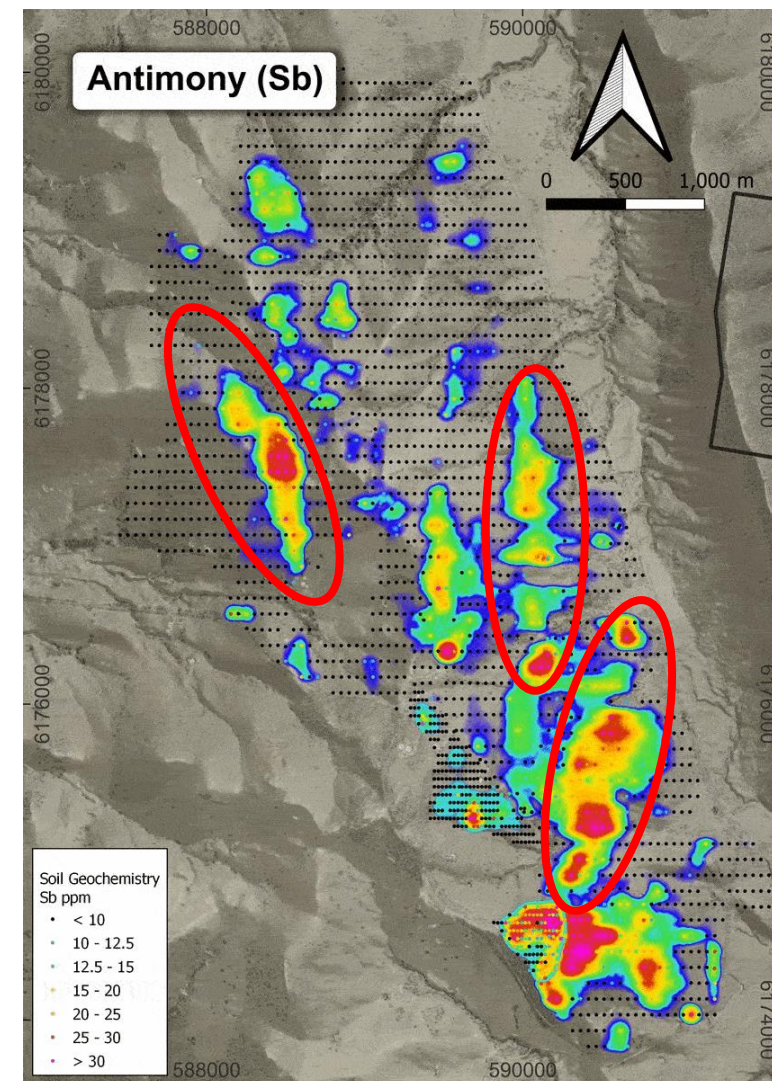 588000 590000
6180000 6180000
Antimony (Sb)
0 500 1,000 m
6178000 6178000
6176000 6176000
Soil Geochemistry
Sb ppm
< 10
10 - 12.5
12.5 - 15
15 - 20
20 - 25
25 - 30
> 30
6174000
588000 590000